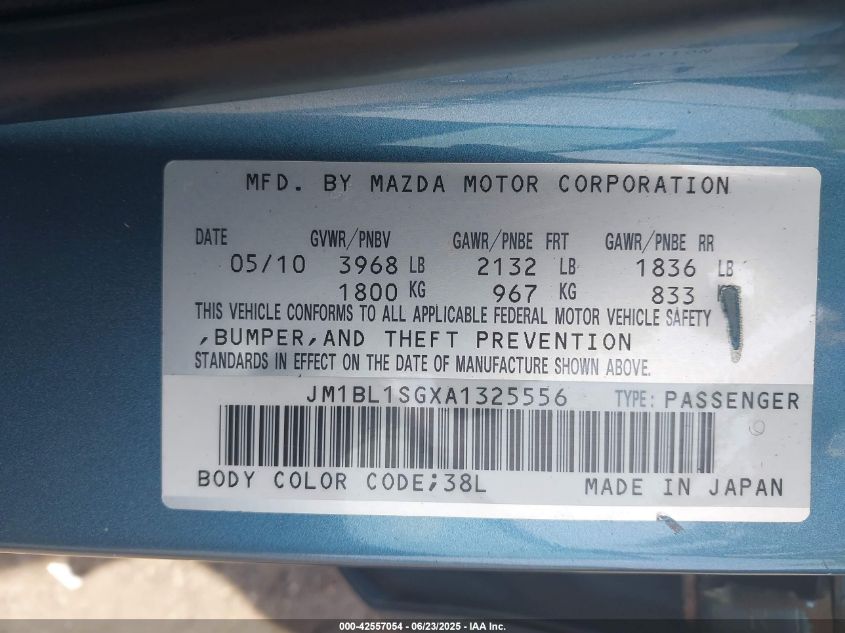 MFD. BY MAZDA MOTOR CORPORATION
DATE GVWR/PNBV GAWR/PNBE FRT GAWR/PNBE RR
05/10 3968 LB 2132 LB 1836 LB
1800 KG 967 KG 833
THIS VEHICLE CONFORMS TO ALL APPLICABLE FEDERAL MOTOR VEHICLE SAFETY
,BUMPER,AND THEFT PREVENTION
STANDARDS IN EFFECT ON THE DATE OF MANUFACTURE SHOWN ABOVE.
JM1BL1SGXA1325556 TYPE: PASSENGER
BODY COLOR CODE;38L MADE IN JAPAN
000-42557054 - 06/23/2025 - IAA Inc.